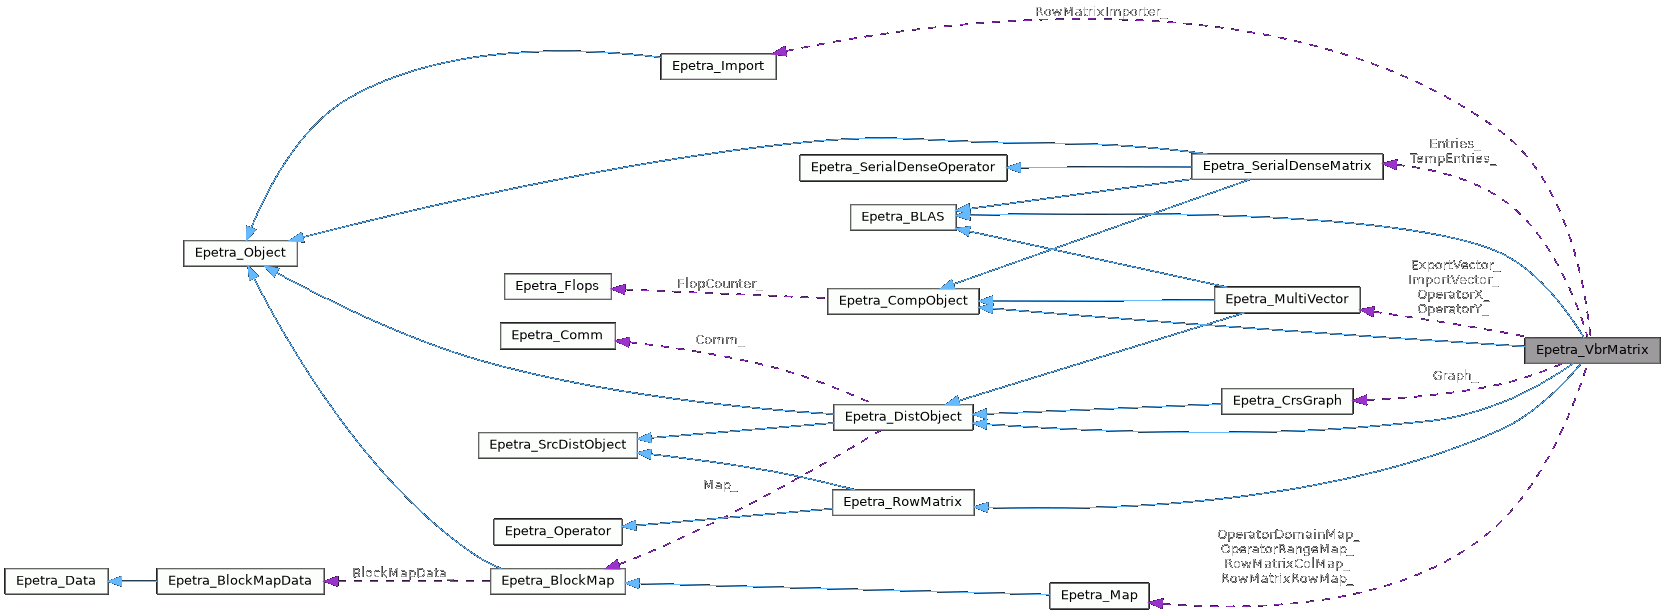 RowMatrixImporter_
Epetra_Import
Entries_
TempEntries_
Epetra_SerialDenseOperator
Epetra_SerialDenseMatrix
Epetra_BLAS
Epetra_Object
ExportVector_
ImportVector_
OperatorX_
OperatorY_
Epetra_Flops
FlopCounter_
Epetra_CompObject
Epetra_MultiVector
Epetra_Comm
Comm_
Epetra_VbrMatrix
Graph_
Epetra_CrsGraph
Epetra_DistObject
Epetra_SrcDistObject
Map_
Epetra_RowMatrix
Epetra_Operator
OperatorDomainMap_
OperatorRangeMap_
RowMatrixColMap_
RowMatrixRowMap_
Epetra_Data
Epetra_BlockMapData
BlockMapData_
Epetra_BlockMap
Epetra_Map